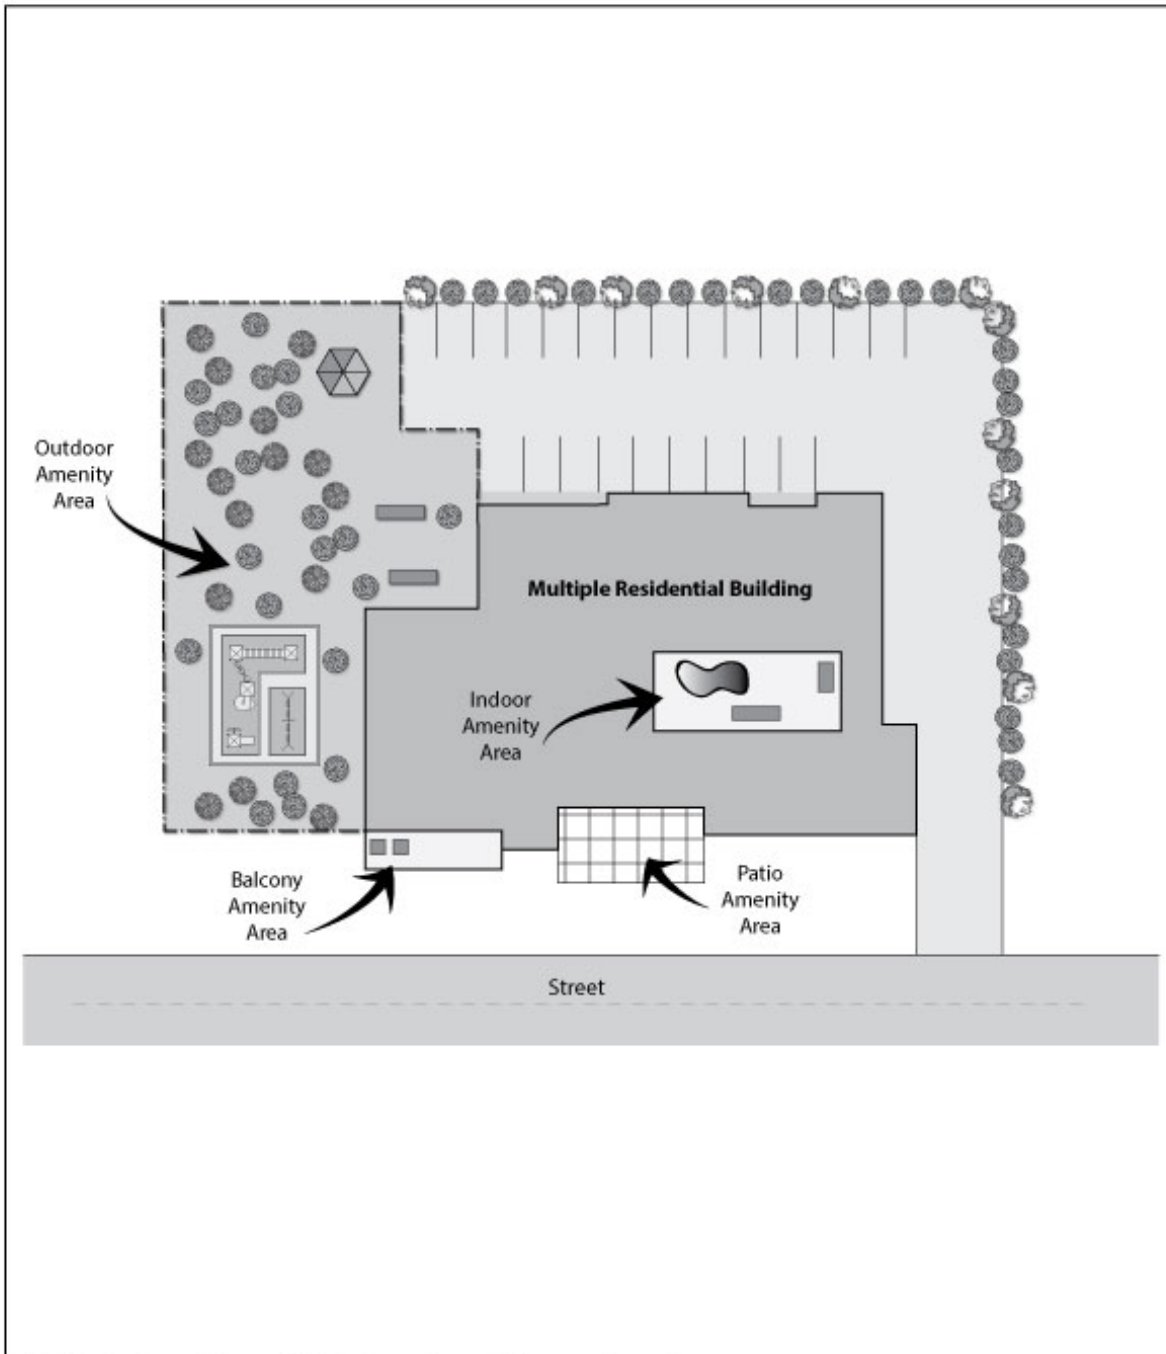 Outdoor
Amenity
Area
Multiple Residential Building
Indoor
Amenity
Area
Balcony
Amenity
Area
Patio
Amenity
Area
Street